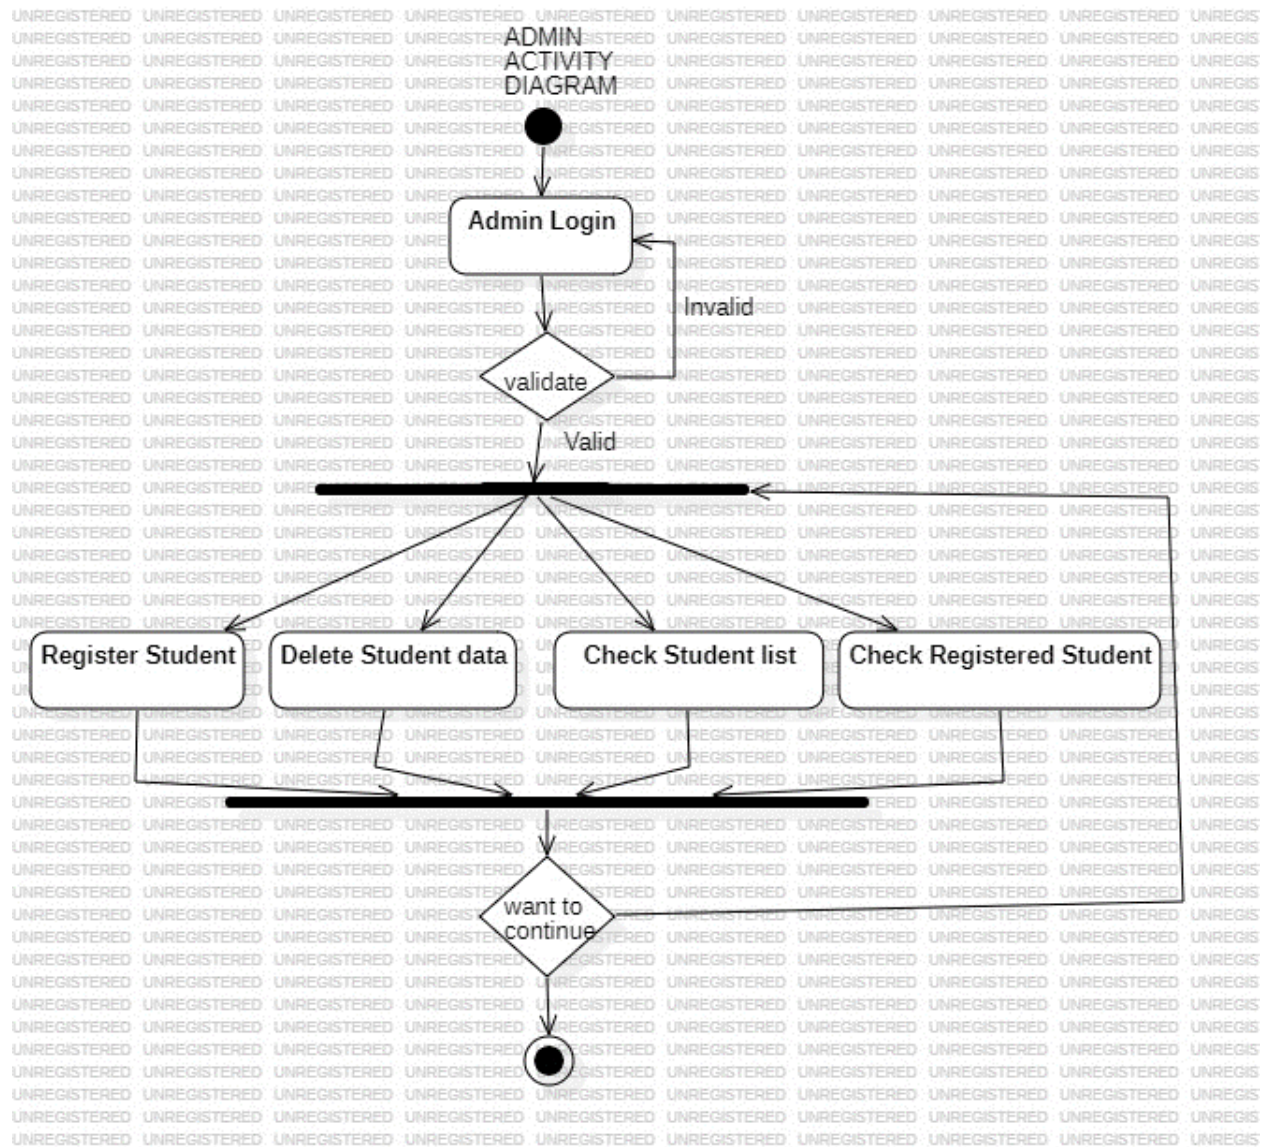 ADMIN
ACTIVITY
DIAGRAM
Admin Login
Invalid
validate
Valid
Register Student
Delete Student data
Check Student list
Check Registered Student
want to
continue
UNREGISTERED